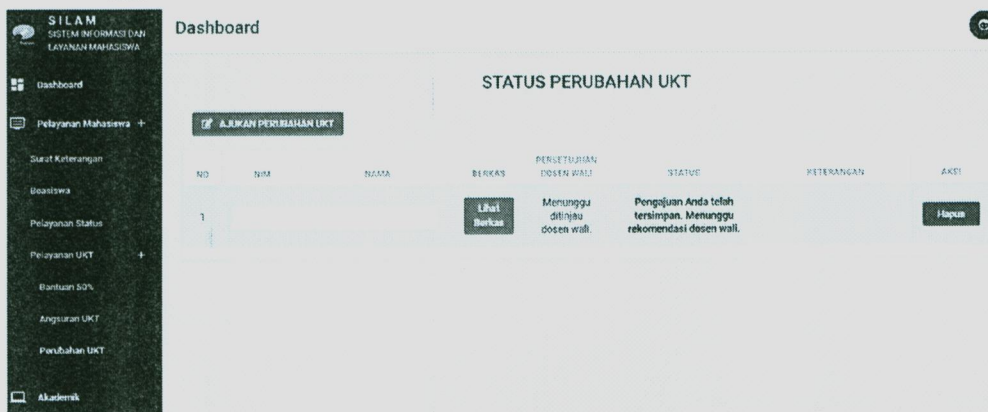 SILAM
SISTEM INFORMASI DAN
LAYANAN MAHASISWA
Dashboard
Pelayanan Mahasiswa +
Surat Keterangan
Beasiswa
Pelayanan Status
Pelayanan UKT +
Bantuan 50%
Angsuran UKT
Perubahan UKT
Akademik
Dashboard
STATUS PERUBAHAN UKT
AJUKAN PERUBAHAN UKT
NO NIM NAMA BERKAS PERSETUJUAN DOSEN WALI STATUS KETERANGAN AKSI
1
Lihat
Berkas
Menunggu
ditinjau
dosen wali.
Pengajuan Anda telah
tersimpan. Menunggu
rekomendasi dosen wali.
Hapus